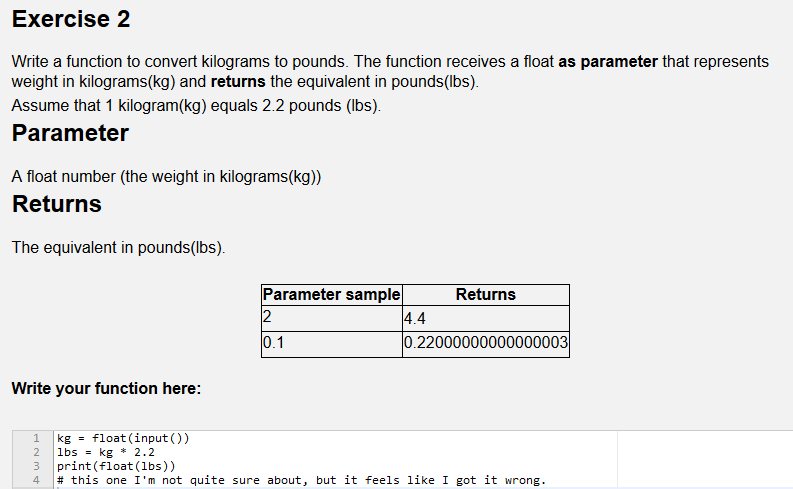 Exercise 2
Write a function to convert kilograms to pounds. The function receives a float as parameter that represents
weight in kilograms(kg) and returns the equivalent in pounds(lbs).
Assume that 1 kilogram(kg) equals 2.2 pounds (lbs).
Parameter
A float number (the weight in kilograms(kg))
Returns
The equivalent in pounds(lbs).
Parameter sample Returns
2 4.4
0.1 0.22000000000000003
Write your function here:
1 kg = float(input())
2 lbs = kg * 2.2
3 print(float(lbs))
4 # this one I'm not quite sure about, but it feels like I got it wrong.